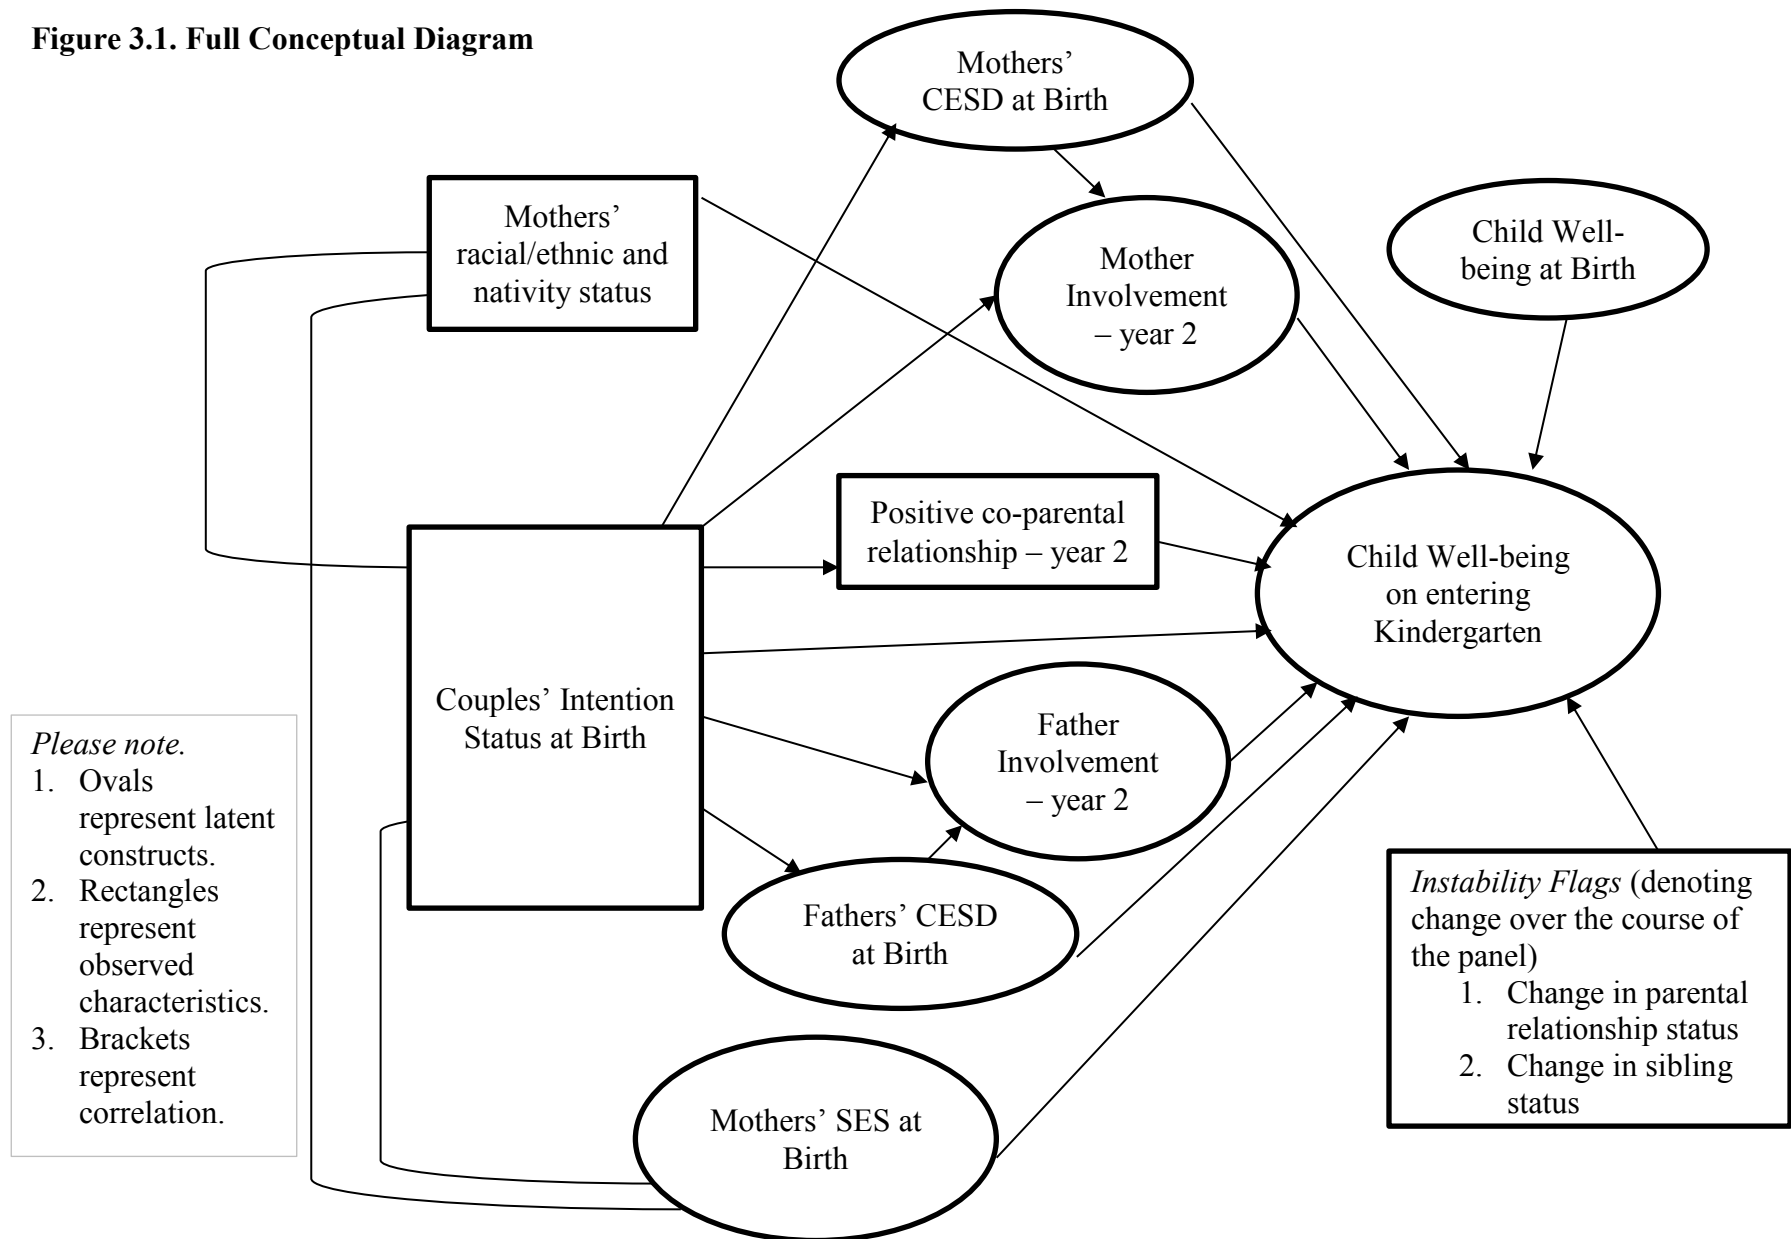 Figure 3.1. Full Conceptual Diagram
Mothers’
CESD at Birth
Mothers’
racial/ethnic and
nativity status
Mother
Involvement
– year 2
Child Well-
being at Birth
Positive co-parental
relationship – year 2
Child Well-being
on entering
Kindergarten
Couples’ Intention
Status at Birth
Father
Involvement
– year 2
Please note.
1. Ovals
represent latent
constructs.
2. Rectangles
represent
observed
characteristics.
3. Brackets
represent
correlation.
Fathers’ CESD
at Birth
Instability Flags (denoting
change over the course of
the panel)
1. Change in parental
relationship status
2. Change in sibling
status
Mothers’ SES at
Birth